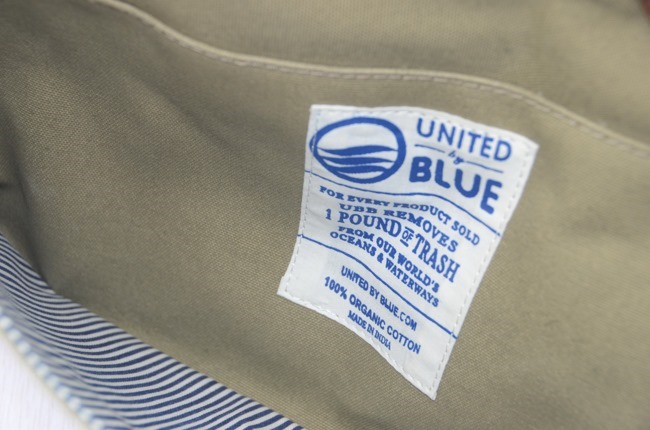 UNITED
by
BLUE
FOR EVERY PRODUCT SOLD
UBB REMOVES
1 POUND OF TRASH
FROM OUR WORLD'S
OCEANS & WATERWAYS
UNITED BY BLUE.COM
100% ORGANIC COTTON
MADE IN INDIA